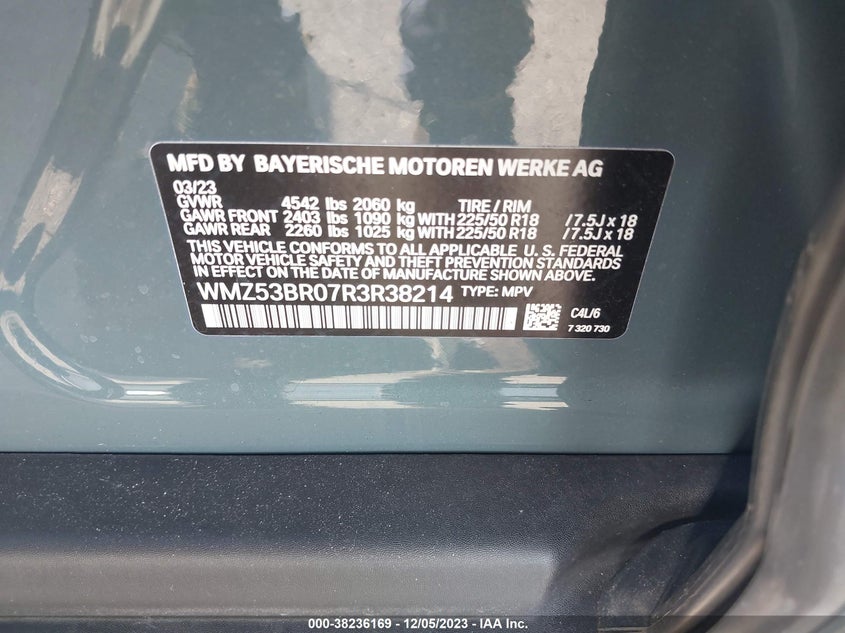 MFD BY BAYERISCHE MOTOREN WERKE AG
03/23
GVWR 4542 lbs 2060 kg TIRE / RIM
GAWR FRONT 2403 lbs 1090 kg WITH 225/50 R18 / 7.5J x 18
GAWR REAR 2260 lbs 1025 kg WITH 225/50 R18 / 7.5J x 18
THIS VEHICLE CONFORMS TO ALL APPLICABLE U. S. FEDERAL
MOTOR VEHICLE SAFETY AND THEFT PREVENTION STANDARDS
IN EFFECT ON THE DATE OF MANUFACTURE SHOWN ABOVE.
WMZ53BR07R3R38214 TYPE: MPV
C4L/6
7 320 730
000-38236169 - 12/05/2023 - IAA Inc.